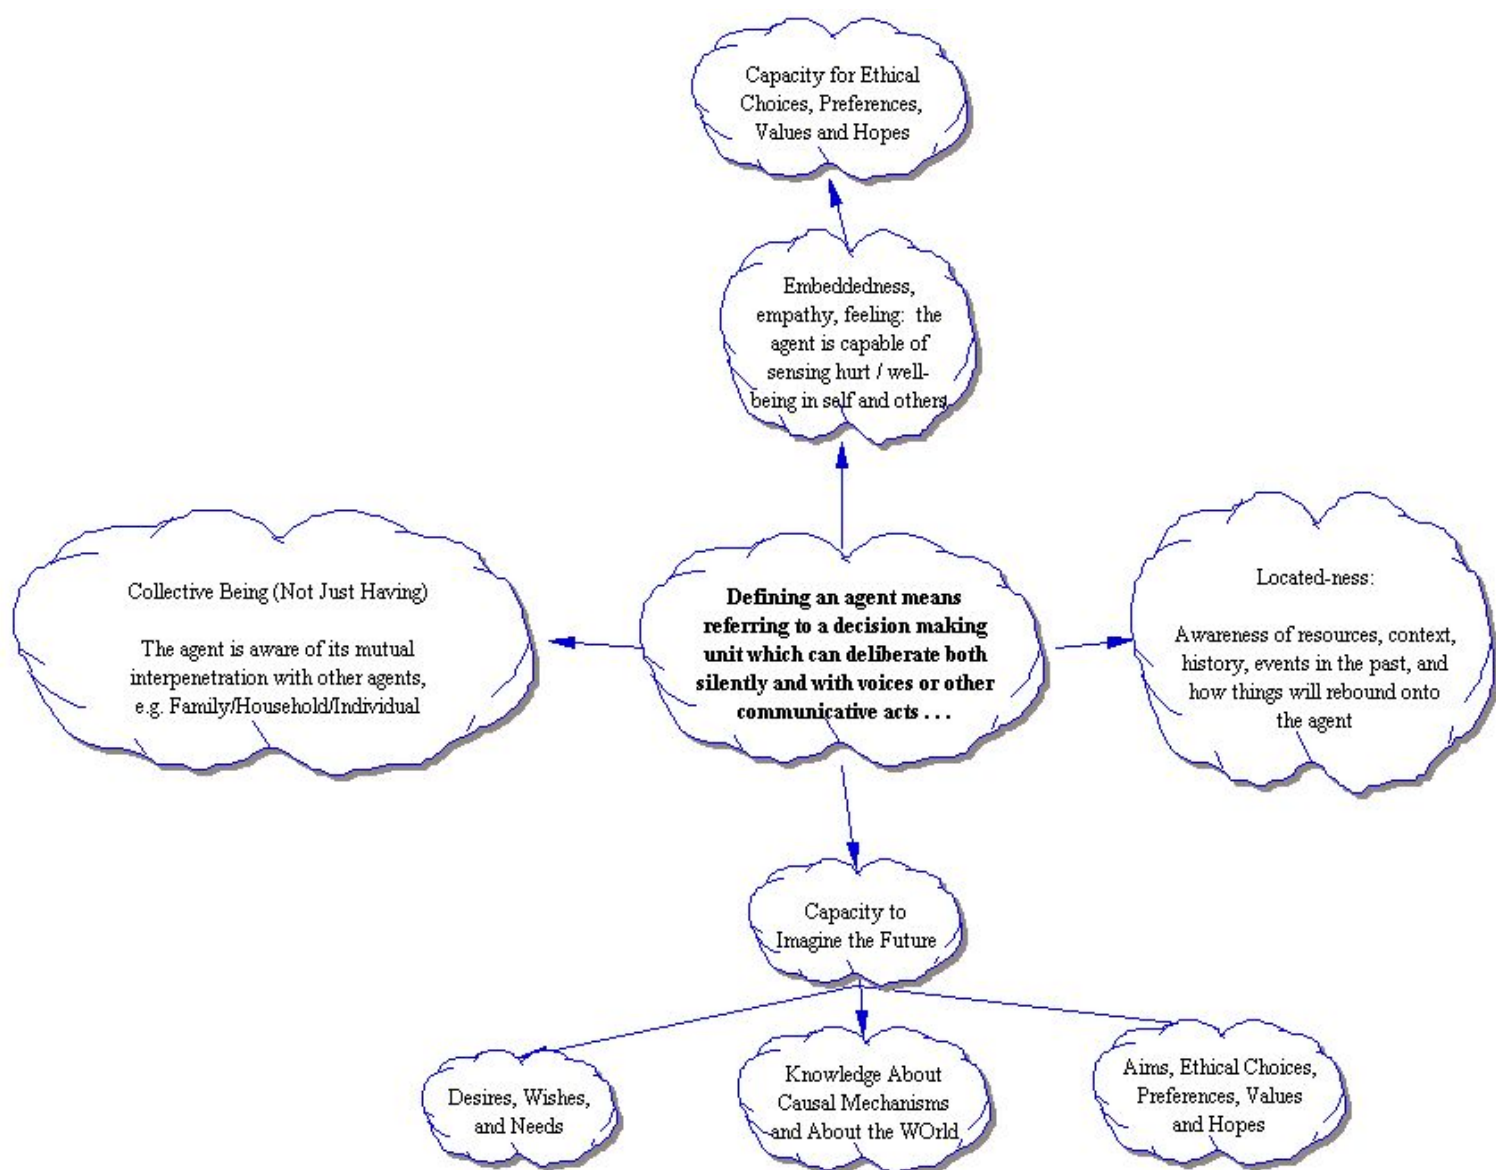 Capacity for Ethical
Choices, Preferences,
Values and Hopes
Embeddedness,
empathy, feeling: the
agent is capable of
sensing hurt / well-
being in self and others
Collective Being (Not Just Having)
The agent is aware of its mutual
interpenetration with other agents,
e.g. Family/Household/Individual
Defining an agent means
referring to a decision making
unit which can deliberate both
silently and with voices or other
communicative acts . . .
Located-ness:
Awareness of resources, context,
history, events in the past, and
how things will rebound onto
the agent
Capacity to
Imagine the Future
Desires, Wishes,
and Needs
Knowledge About
Causal Mechanisms
and About the WOrld
Aims, Ethical Choices,
Preferences, Values
and Hopes